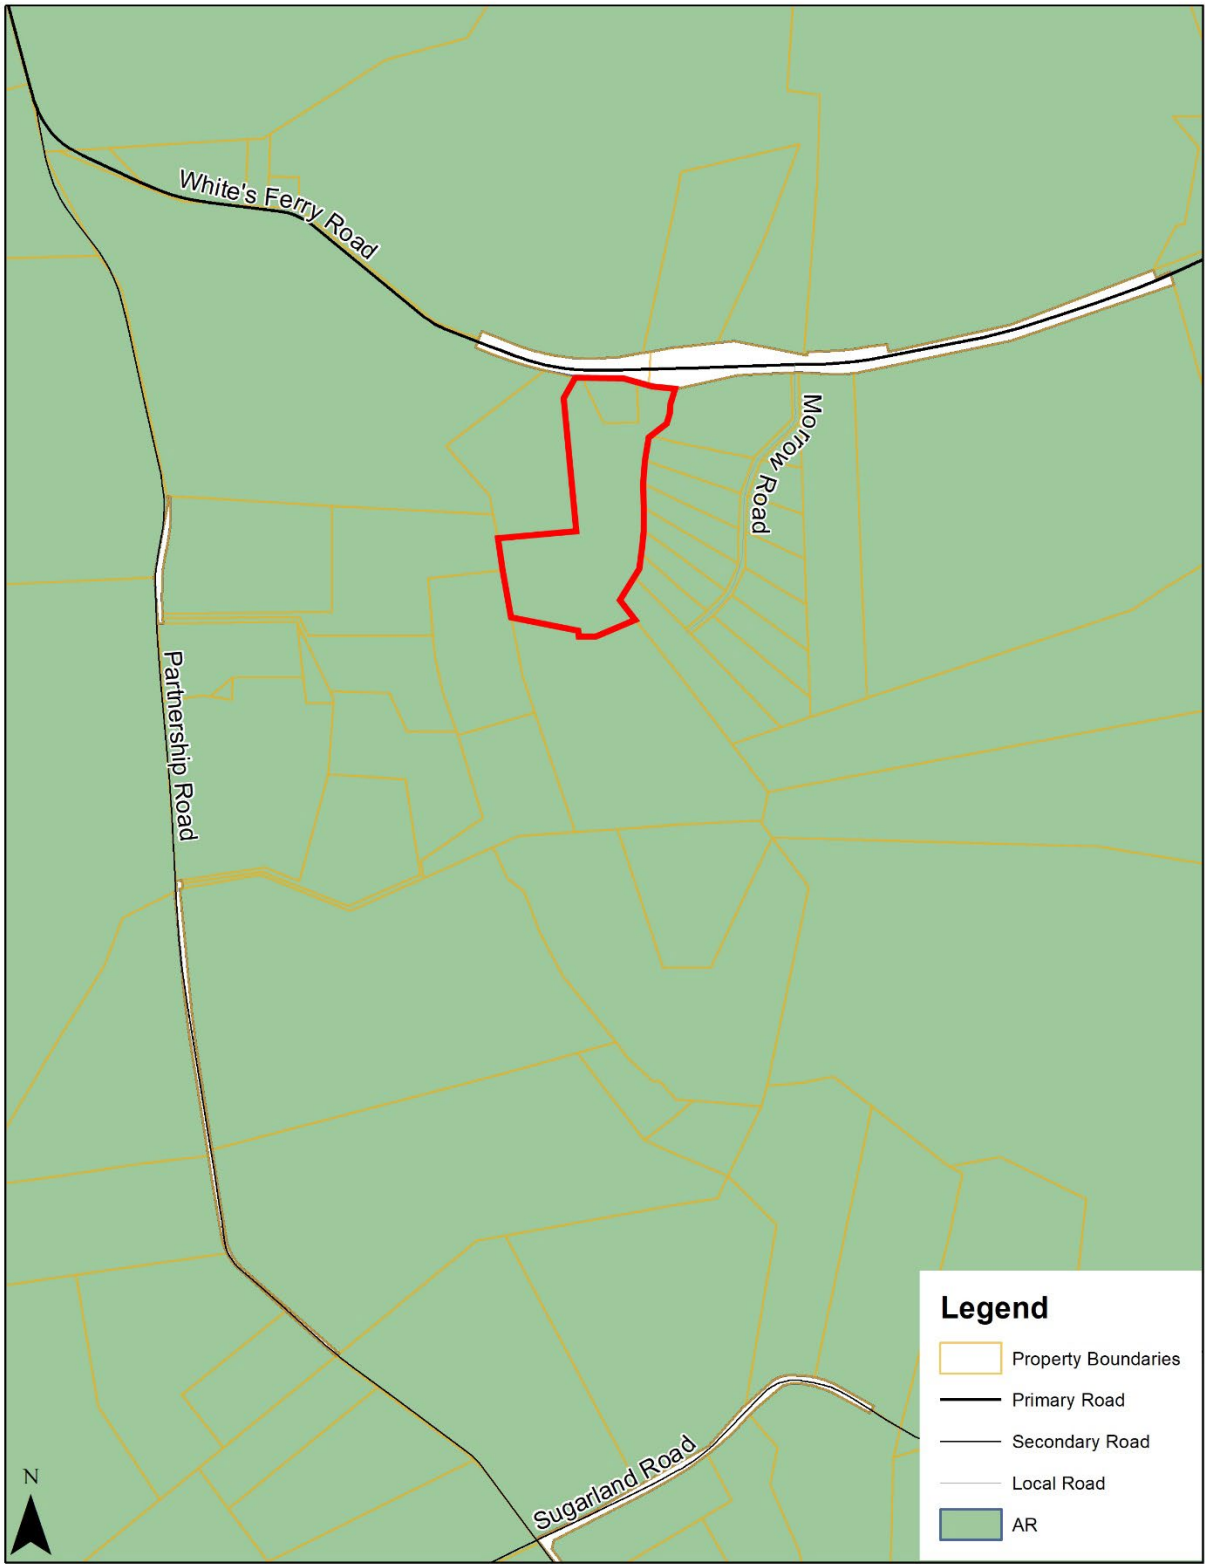 White's Ferry Road
Morrow Road
Partnership Road
Sugarland Road
N
Legend
Property Boundaries
Primary Road
Secondary Road
Local Road
AR